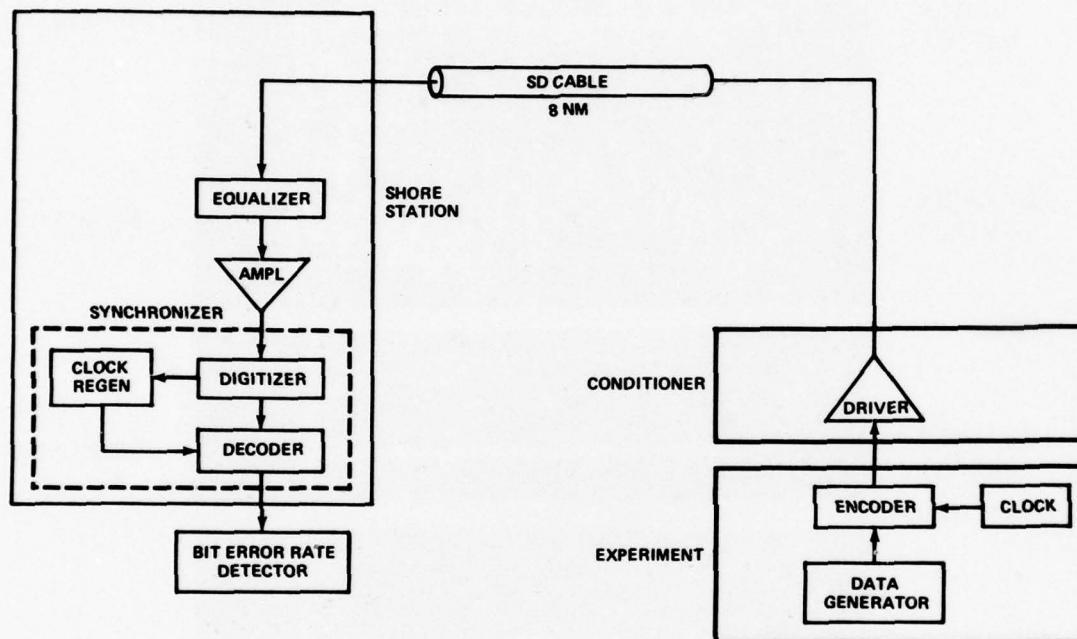 SD CABLE
8 NM
EQUALIZER
SHORE
STATION
AMPL
SYNCHRONIZER
CLOCK
REGEN
DIGITIZER
DECODER
BIT ERROR RATE
DETECTOR
CONDITIONER
DRIVER
ENCODER
CLOCK
EXPERIMENT
DATA
GENERATOR